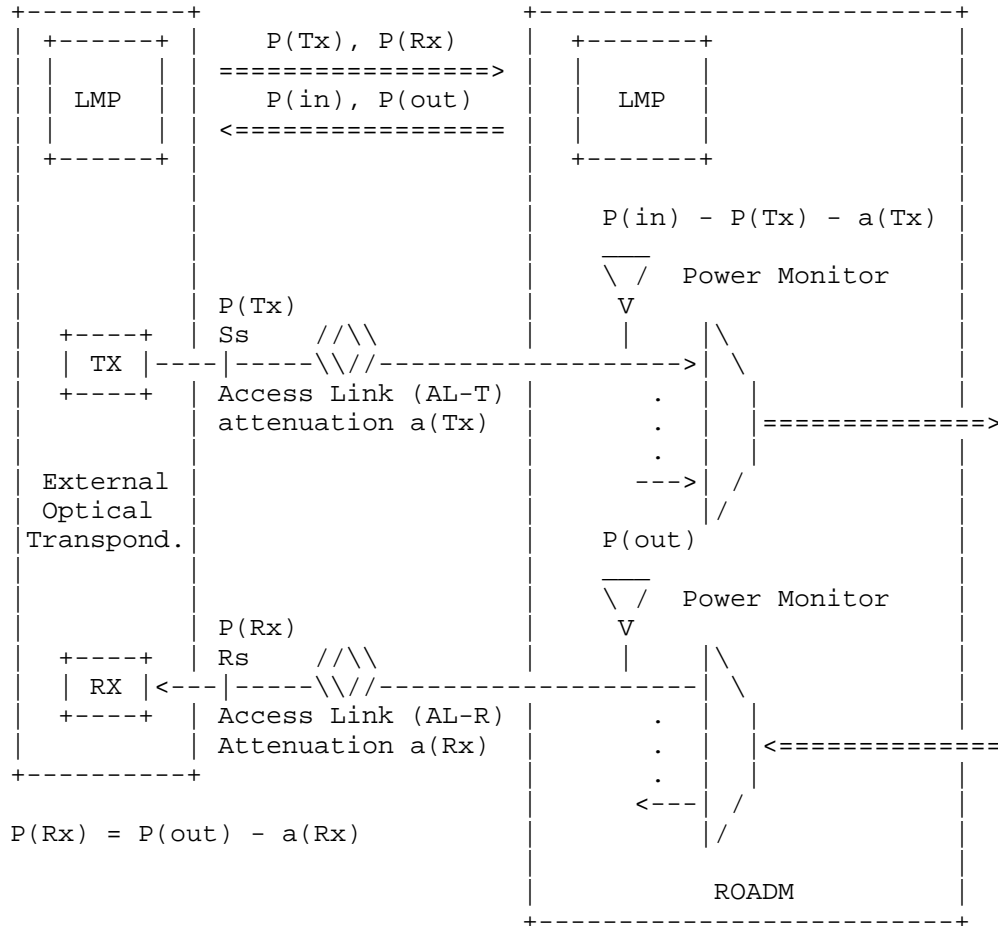 P(Tx), P(Rx)
LMP P(in), P(out) LMP
P(in) - P(Tx) - a(Tx)
Power Monitor
P(Tx) V
Ss
TX
Access Link (AL-T)
attenuation a(Tx)
External
Optical
Transpond. P(out)
Power Monitor
P(Rx) V
Rs
RX
Access Link (AL-R)
Attenuation a(Rx)
P(Rx) = P(out) - a(Rx)
ROADM